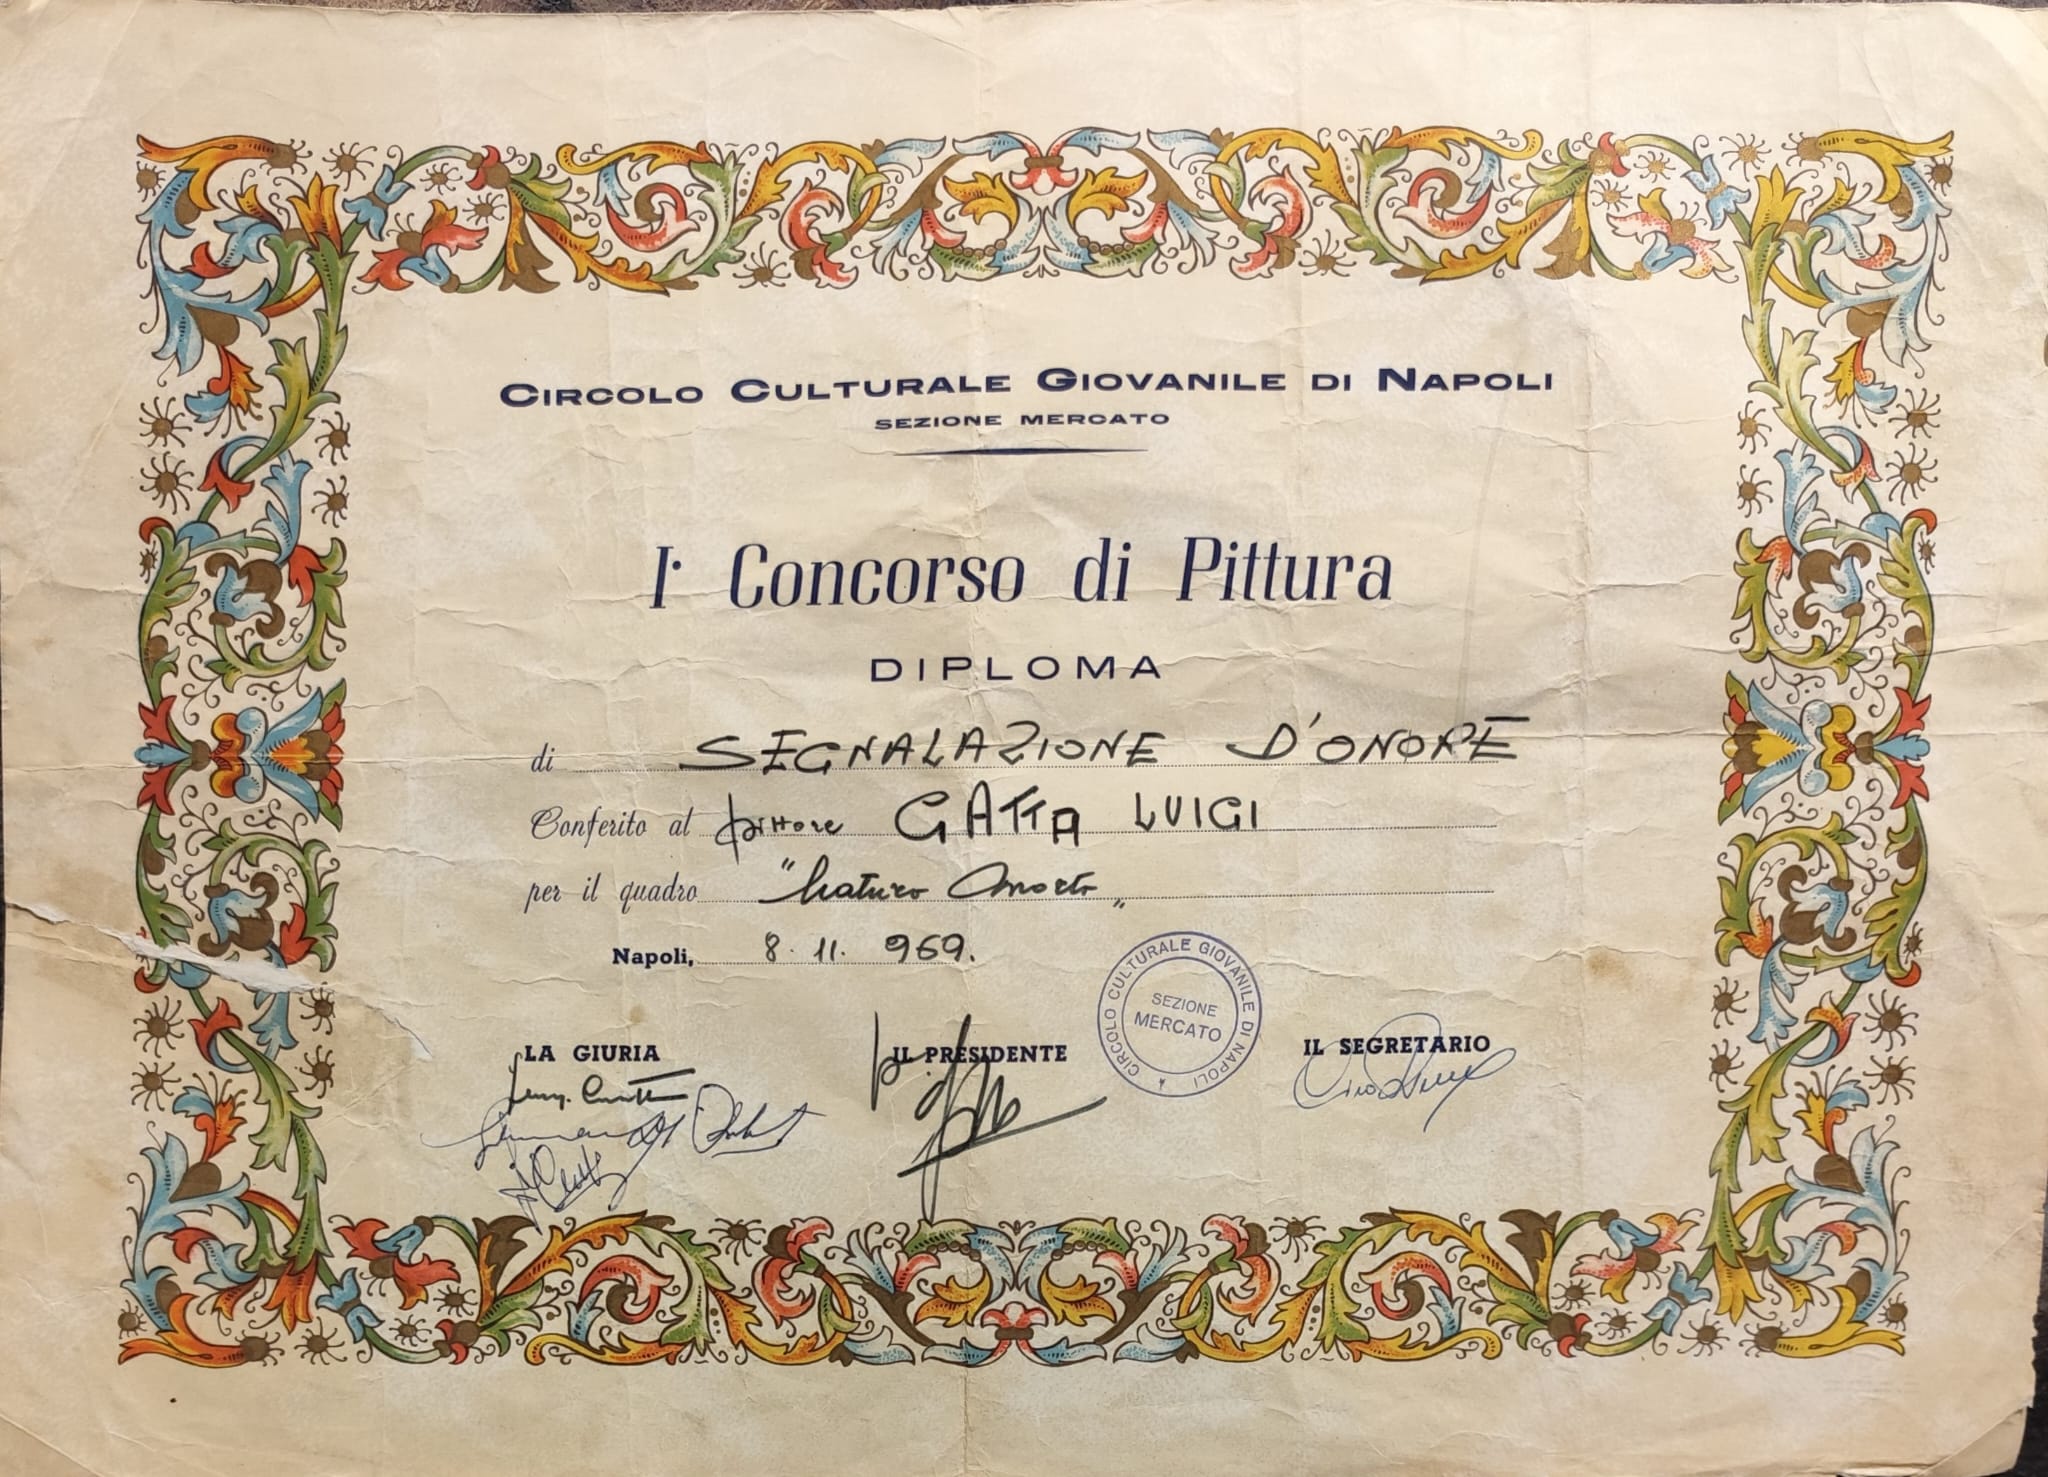 CIRCOLO CULTURALE GIOVANILE DI NAPOLI
SEZIONE MERCATO
I° Concorso di Pittura
DIPLOMA
di SEGNALAZIONE D'ONORE
Conferito al pittore GATTA LUIGI
per il quadro "Natura Morta"
Napoli, 8. 11. 969.
CIRCOLO CULTURALE GIOVANILE DI NAPOLI
SEZIONE
MERCATO
LA GIURIA IL PRESIDENTE IL SEGRETARIO